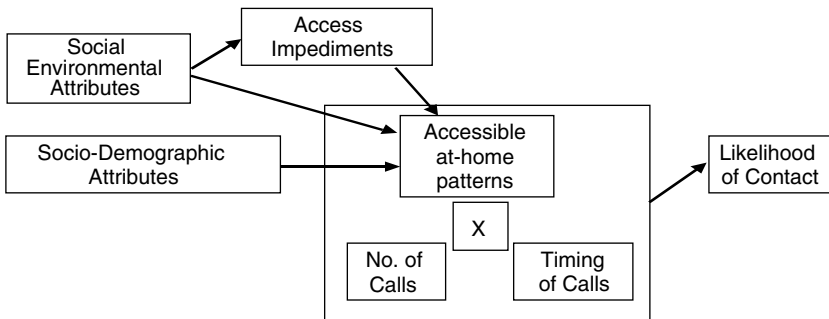 Social
Environmental
Attributes
Access
Impediments
Socio-Demographic
Attributes
Accessible
at-home
patterns
X
No. of
Calls
Timing
of Calls
Likelihood
of Contact